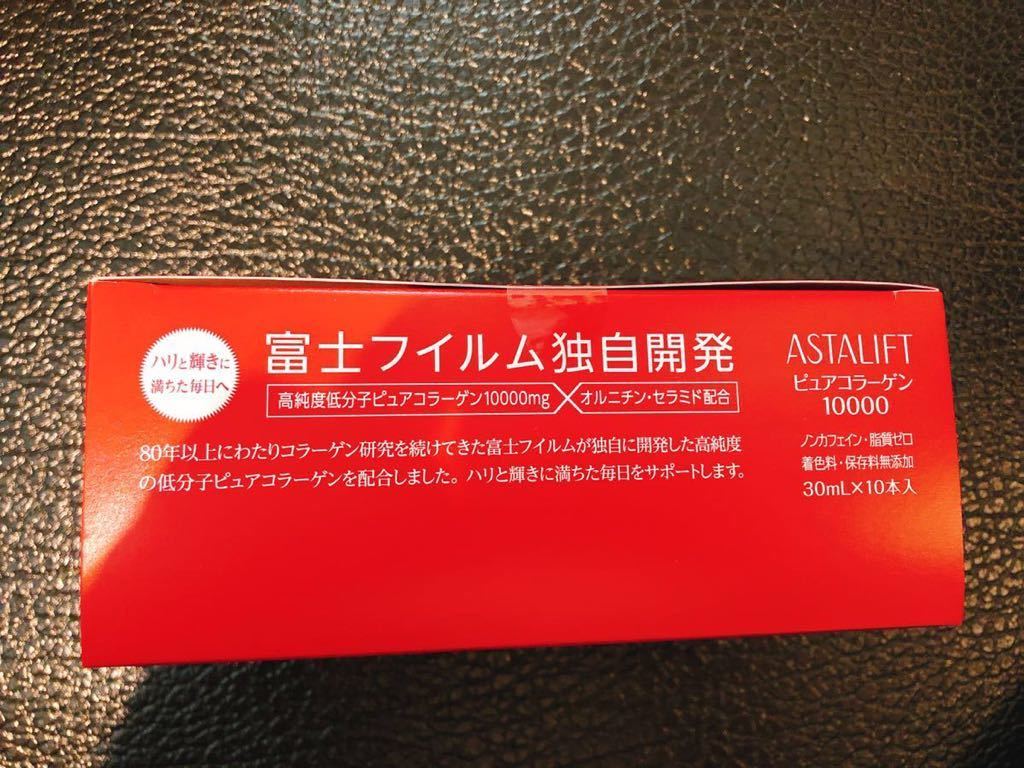 ハリと輝きに
満ちた毎日へ
富士フイルム独自開発
高純度低分子ピュアコラーゲン10000mg×オルニチン・セラミド配合
80年以上にわたりコラーゲン研究を続けてきた富士フイルムが独自に開発した高純度
の低分子ピュアコラーゲンを配合しました。ハリと輝きに満ちた毎日をサポートします。
ASTALIFT
ピュアコラーゲン
10000
ノンカフェイン・脂質ゼロ
着色料・保存料無添加
30mL×10本入